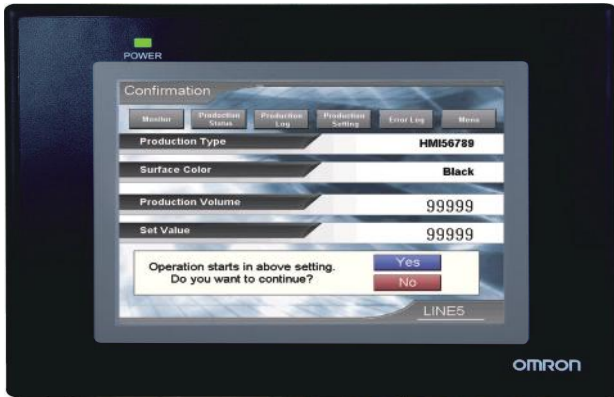 POWER
Confirmation
Monitor
Production
Status
Production
Log
Production
Setting
Error Log
Menu
Production Type
HMI56789
Surface Color
Black
Production Volume
99999
Set Value
99999
Operation starts in above setting.
Do you want to continue?
Yes
No
LINE5
OMRON